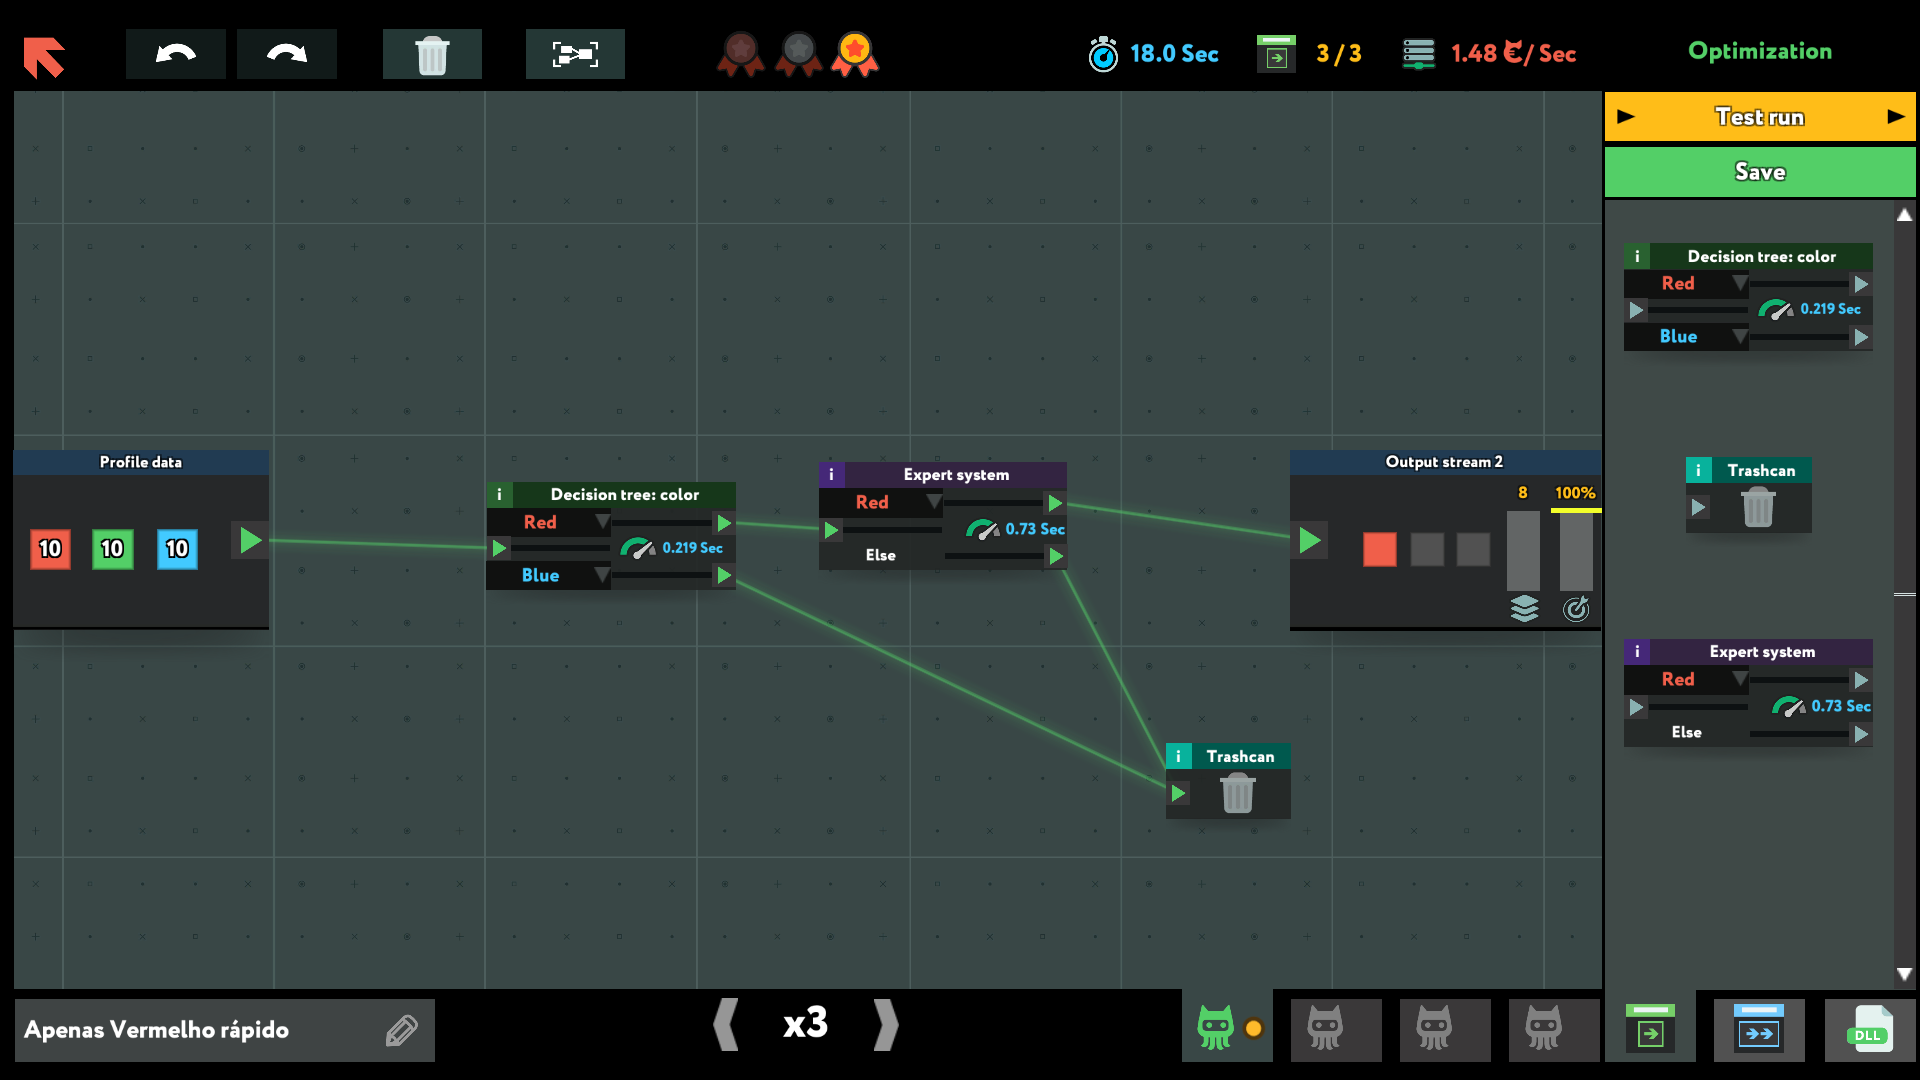 18.0 Sec
3/3
1.48 €/ Sec
Optimization
Test run
Save
i Decision tree: color
Red
0.219 Sec
Blue
i Trashcan
i Expert system
Red
0.73 Sec
Else
Profile data
10 10 10
i Decision tree: color
Red
0.219 Sec
Blue
i Expert system
Red
0.73 Sec
Else
Output stream 2
8 100%
i Trashcan
Apenas Vermelho rápido
x3
DLL